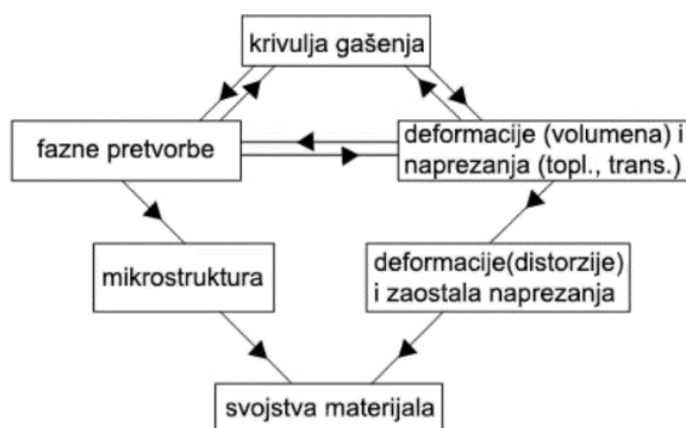 krivulja gašenja
fazne pretvorbe
deformacije (volumena) i
naprezanja (topl., trans.)
mikrostruktura
deformacije(distorzije)
i zaostala naprezanja
svojstva materijala